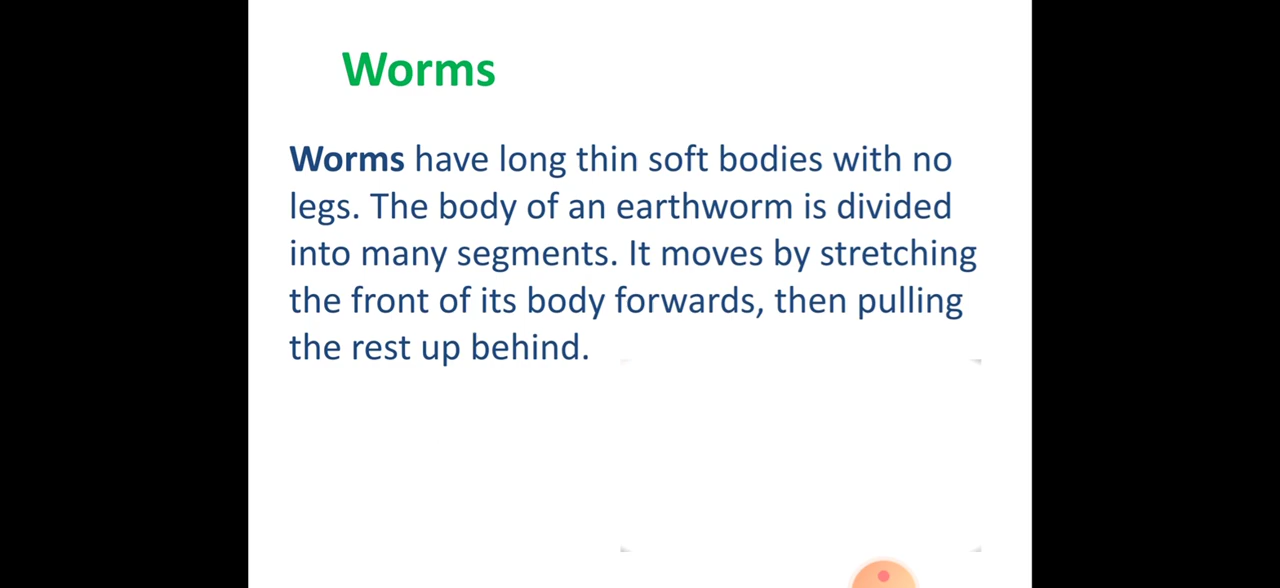 Worms
Worms have long thin soft bodies with no
legs. The body of an earthworm is divided
into many segments. It moves by stretching
the front of its body forwards, then pulling
the rest up behind.